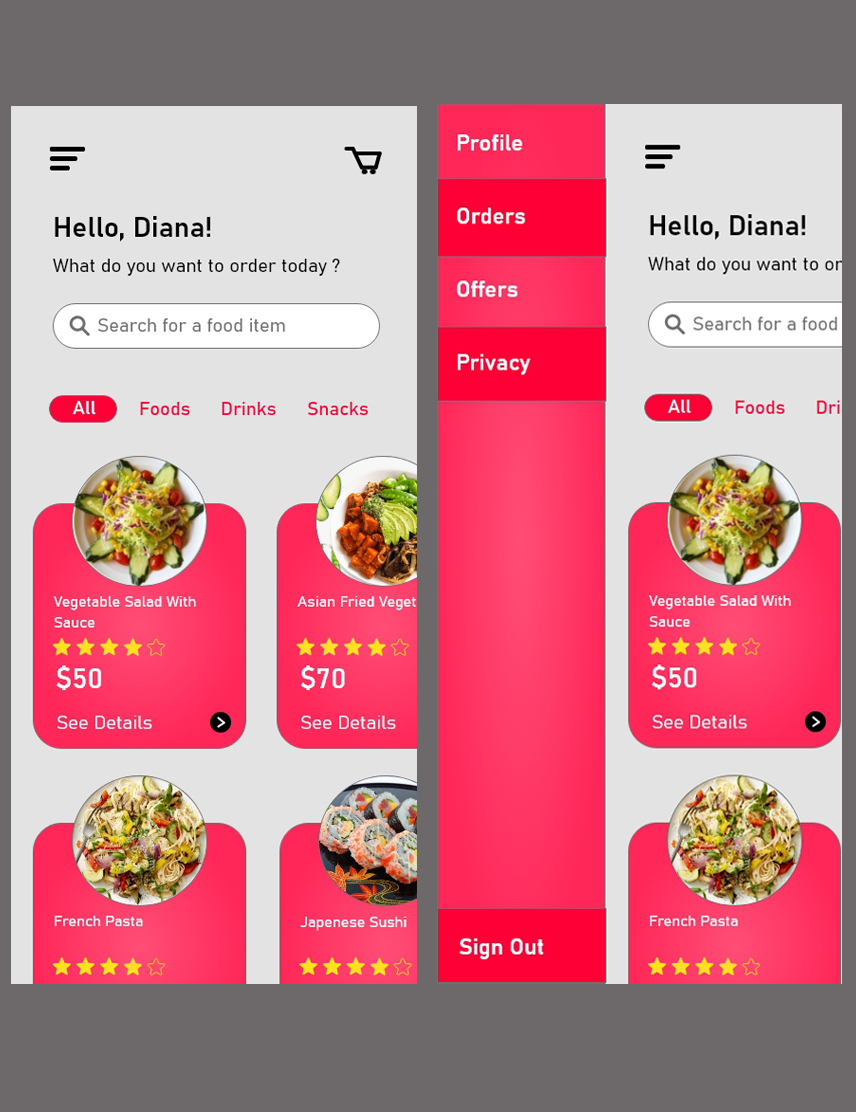 Hello, Diana!
What do you want to order today ?
Search for a food item
All Foods Drinks Snacks
Vegetable Salad With
Sauce
$50
See Details
Asian Fried Veget
$70
See Details
French Pasta
Japenese Sushi
Profile
Orders
Offers
Privacy
Sign Out
Hello, Diana!
What do you want to or
Search for a food
All Foods Dri
Vegetable Salad With
Sauce
$50
See Details
French Pasta